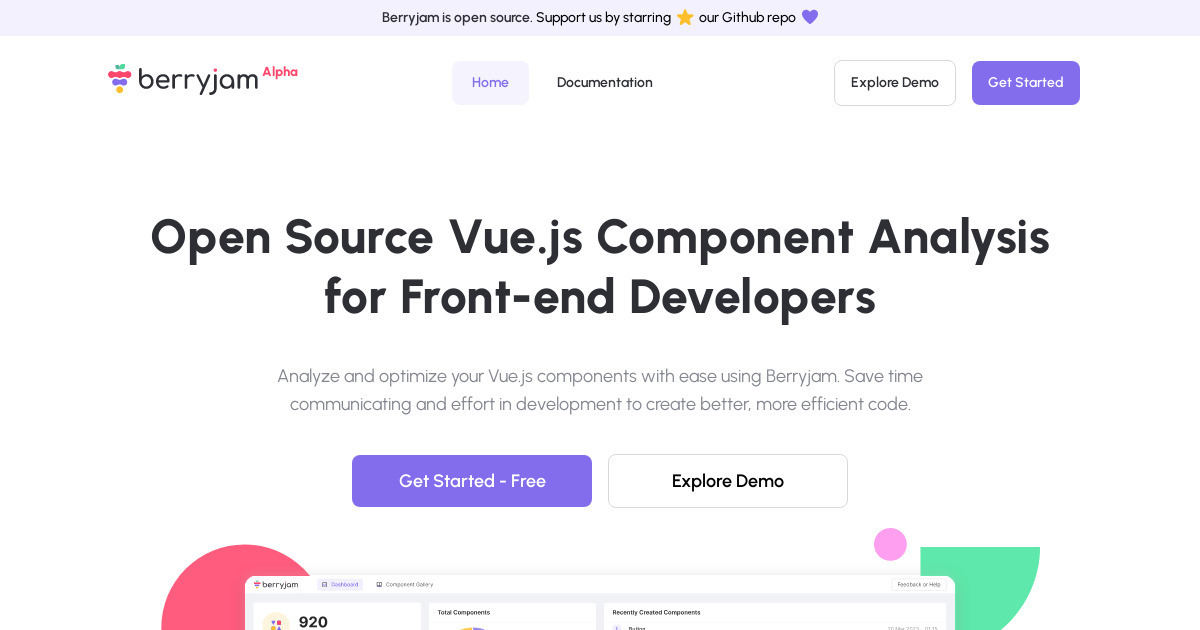 Berryjam is open source. Support us by starring ⭐ our Github repo 💜
berryjam Alpha
Home
Documentation
Explore Demo
Get Started
Open Source Vue.js Component Analysis
for Front-end Developers
Analyze and optimize your Vue.js components with ease using Berryjam. Save time
communicating and effort in development to create better, more efficient code.
Get Started - Free
Explore Demo
berryjam
Dashboard
Component Gallery
Feedback or Help
920
Total Components
Recently Created Components